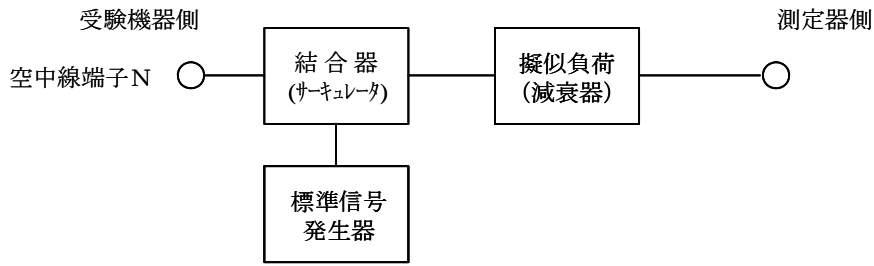 受験機器側
測定器側
空中線端子N
結合器
(ｻｰｷｭﾚｰﾀ)
擬似負荷
(減衰器)
標準信号
発生器